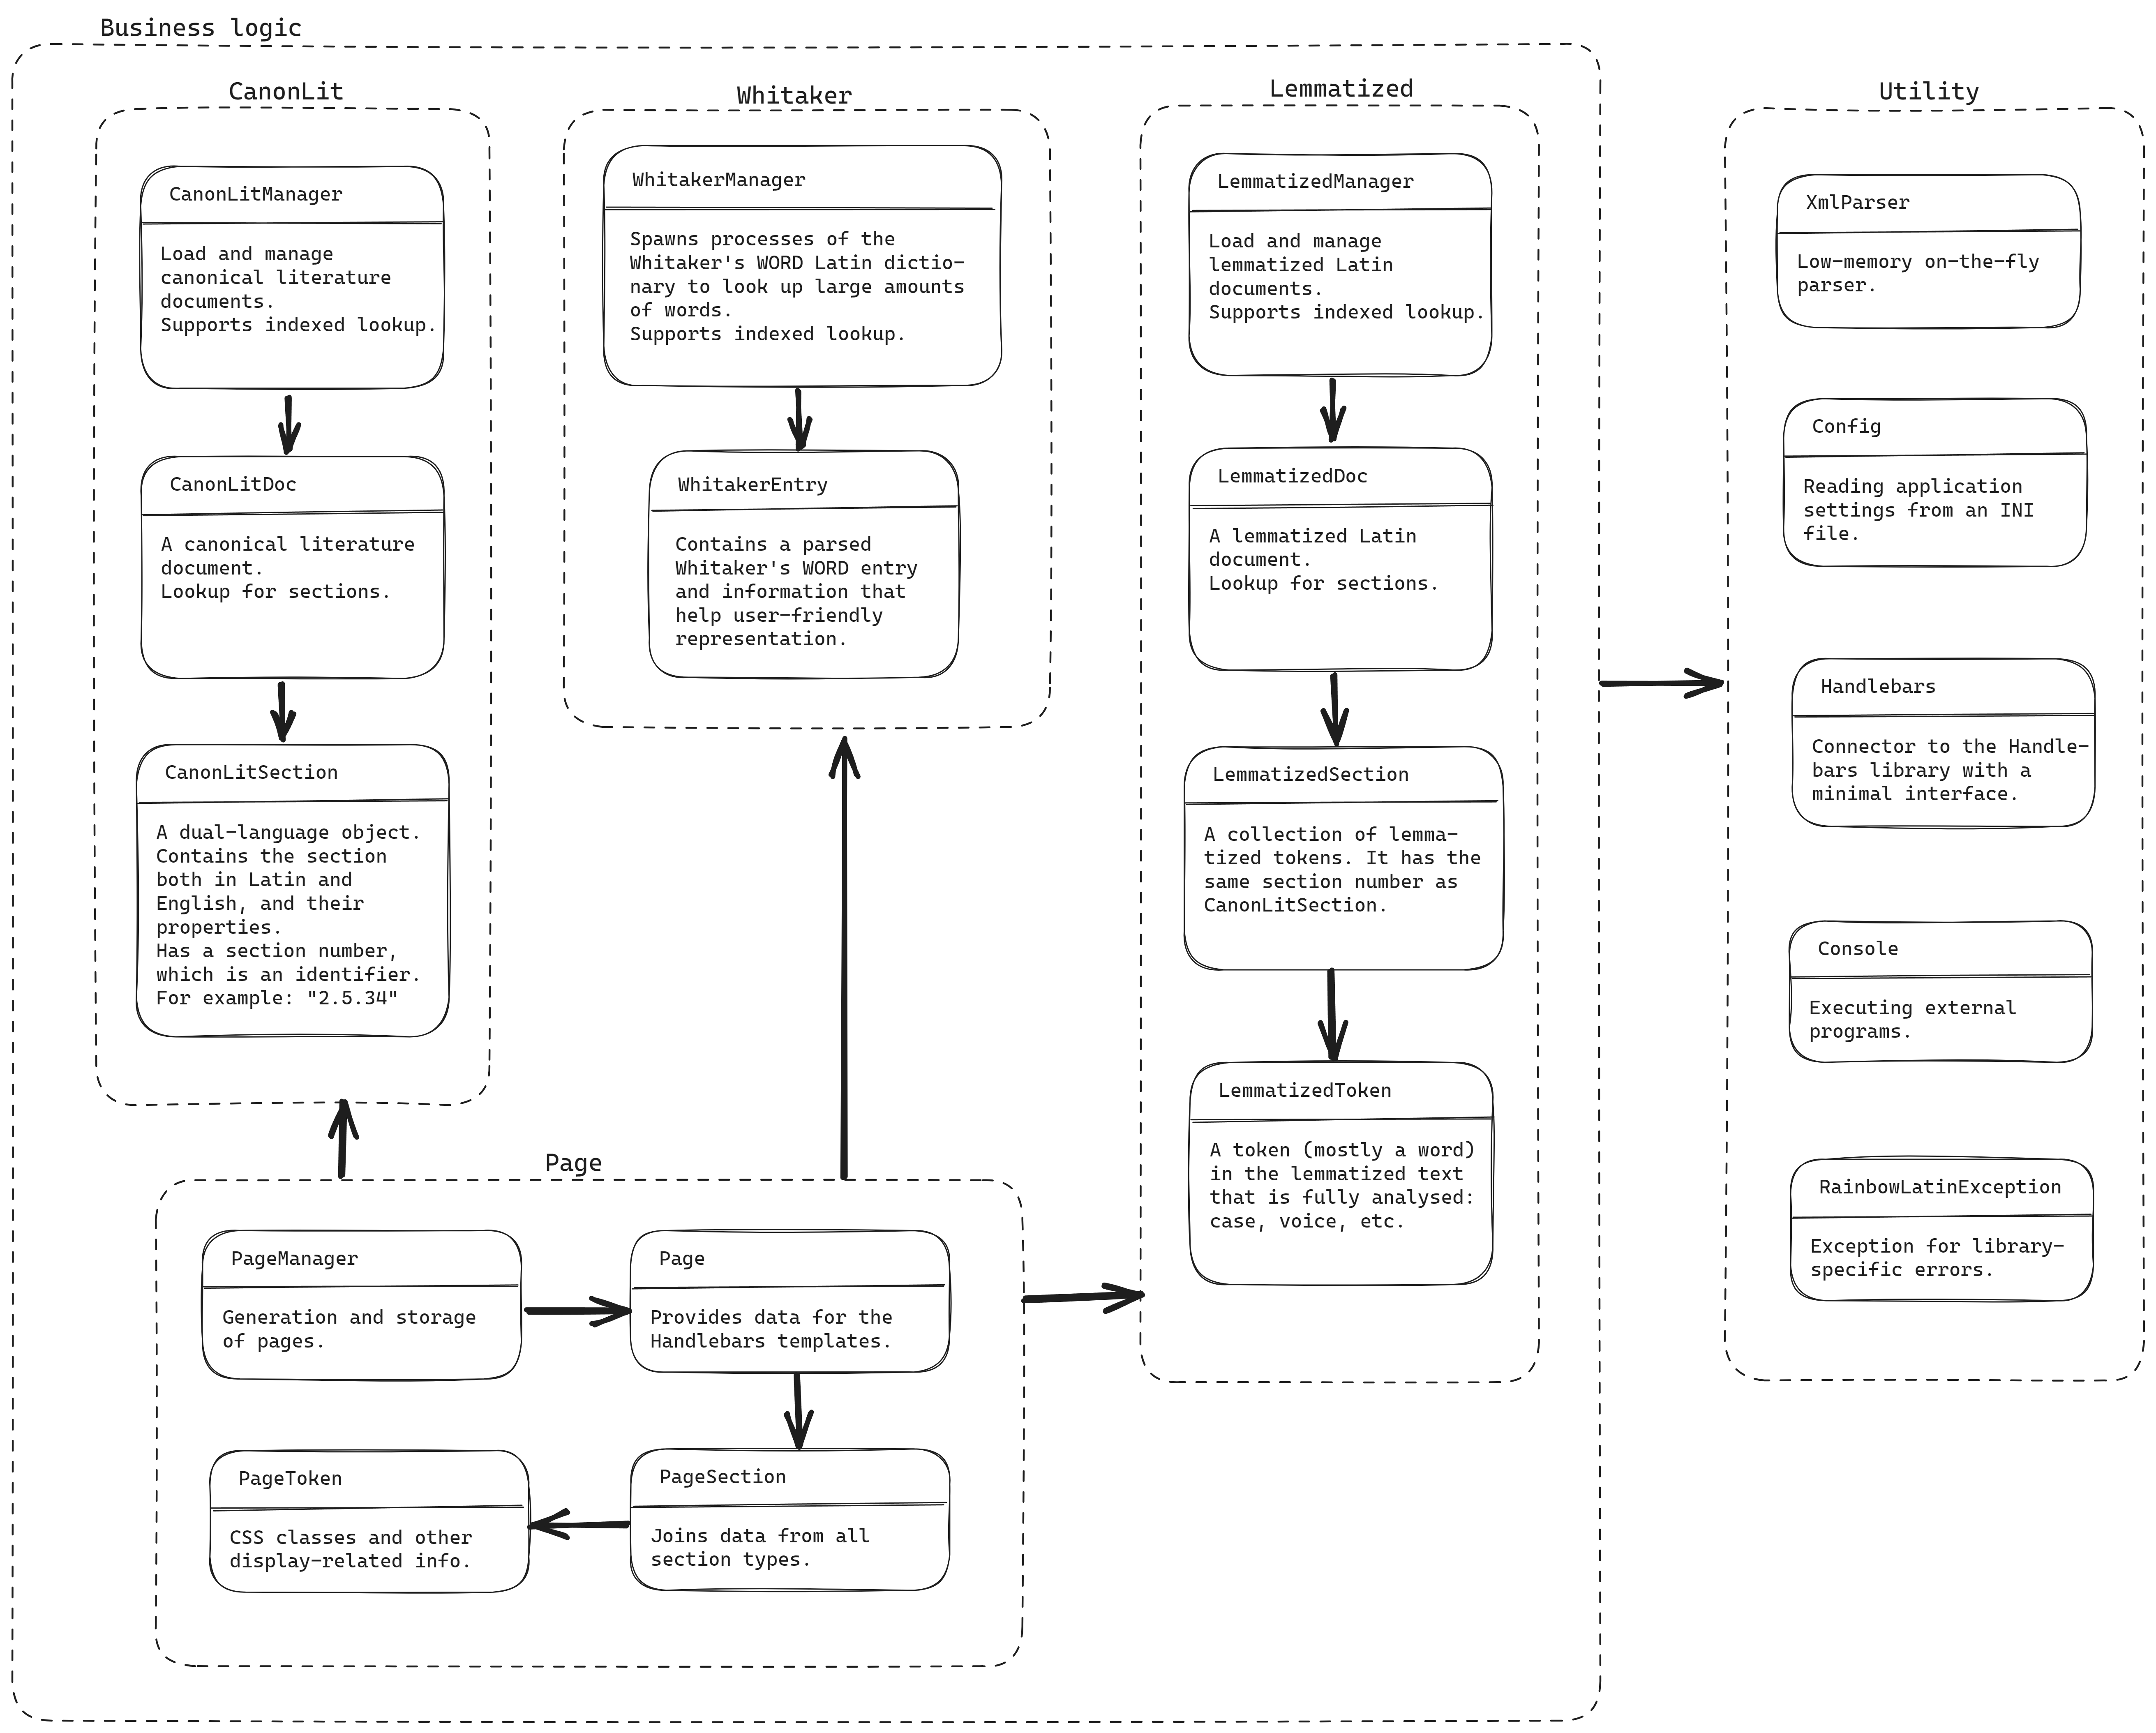 Business logic
CanonLit
CanonLitManager
Load and manage
canonical literature
documents.
Supports indexed lookup.
CanonLitDoc
A canonical literature
document.
Lookup for sections.
CanonLitSection
A dual-language object.
Contains the section
both in Latin and
English, and their
properties.
Has a section number,
which is an identifier.
For example: "2.5.34"
Whitaker
WhitakerManager
Spawns processes of the
Whitaker's WORD Latin dictio-
nary to look up large amounts
of words.
Supports indexed lookup.
WhitakerEntry
Contains a parsed
Whitaker's WORD entry
and information that
help user-friendly
representation.
Lemmatized
LemmatizedManager
Load and manage
lemmatized Latin
documents.
Supports indexed lookup.
LemmatizedDoc
A lemmatized Latin
document.
Lookup for sections.
LemmatizedSection
A collection of lemma-
tized tokens. It has the
same section number as
CanonLitSection.
LemmatizedToken
A token (mostly a word)
in the lemmatized text
that is fully analysed:
case, voice, etc.
Page
PageManager
Generation and storage
of pages.
Page
Provides data for the
Handlebars templates.
PageToken
CSS classes and other
display-related info.
PageSection
Joins data from all
section types.
Utility
XmlParser
Low-memory on-the-fly
parser.
Config
Reading application
settings from an INI
file.
Handlebars
Connector to the Handle-
bars library with a
minimal interface.
Console
Executing external
programs.
RainbowLatinException
Exception for library-
specific errors.